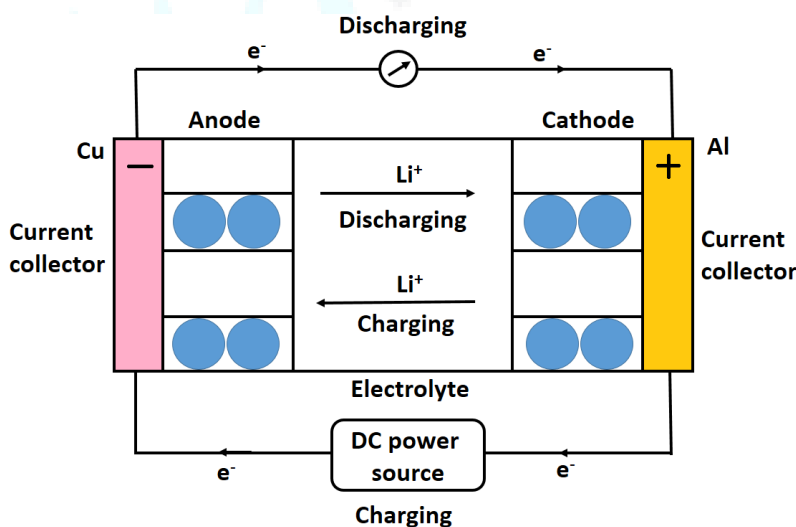 Discharging
e⁻
e⁻
Anode
Cathode
Cu
Al
−
+
Li⁺
Discharging
Current
collector
Current
collector
Li⁺
Charging
Electrolyte
DC power
source
e⁻
e⁻
Charging